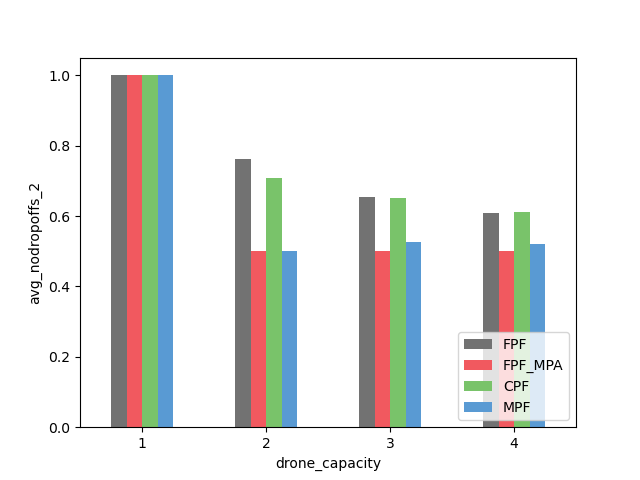 1.0
0.8
0.6
0.4
0.2
0.0
avg_nodropoffs_2
1 2 3 4
drone_capacity
FPF
FPF_MPA
CPF
MPF